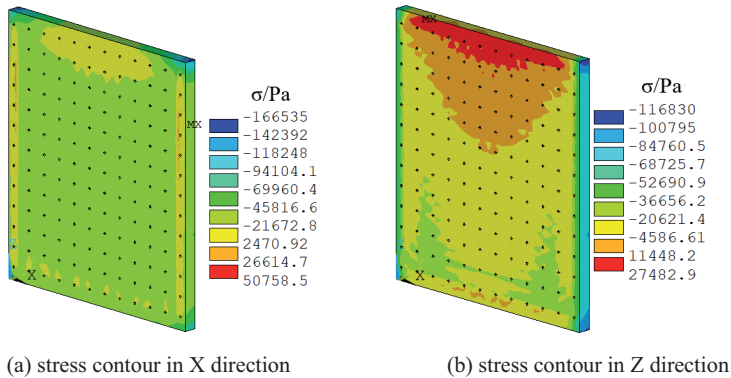 MX
X
σ/Pa
-166535
-142392
-118248
-94104.1
-69960.4
-45816.6
-21672.8
2470.92
26614.7
50758.5
(a) stress contour in X direction
MX
X
σ/Pa
-116830
-100795
-84760.5
-68725.7
-52690.9
-36656.2
-20621.4
-4586.61
11448.2
27482.9
(b) stress contour in Z direction